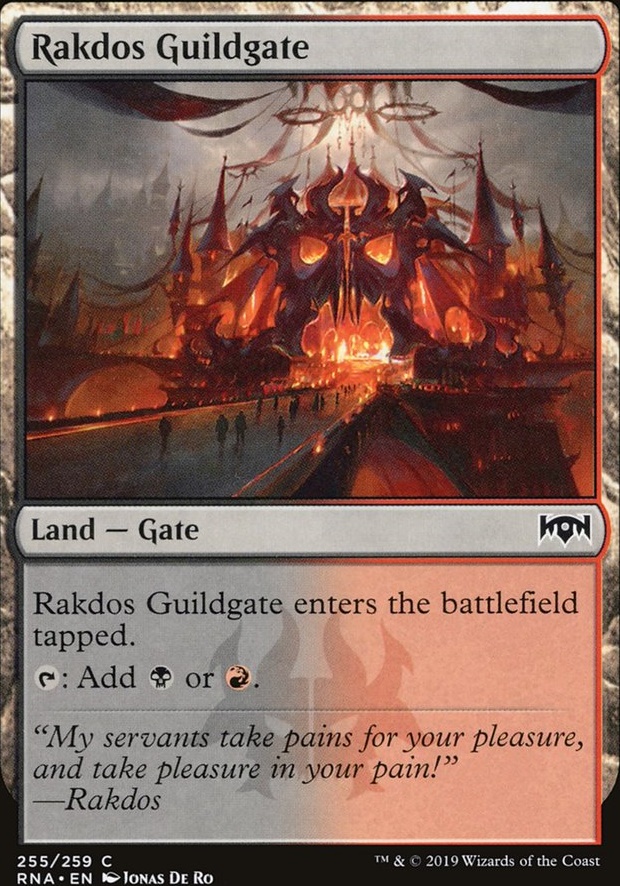 Rakdos Guildgate
Land — Gate
Rakdos Guildgate enters the battlefield
tapped.
: Add or .
“My servants take pains for your pleasure,
and take pleasure in your pain!”
—Rakdos
255/259 C
RNA • EN Jonas De Ro
™ & © 2019 Wizards of the Coast